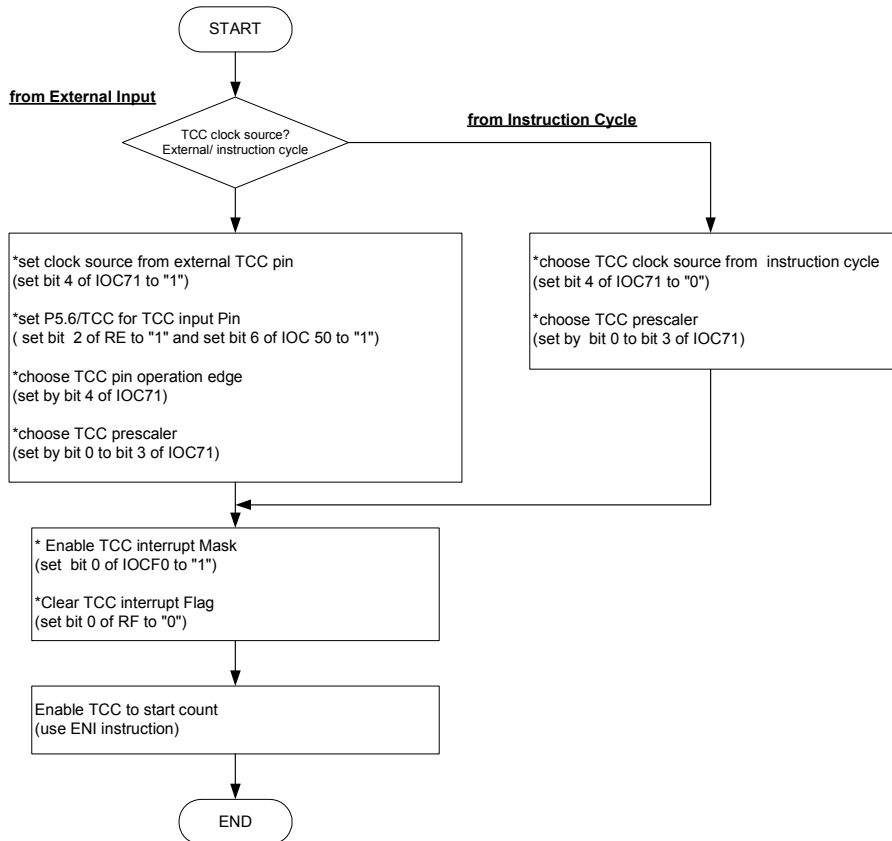 START
from External Input
TCC clock source?
External/ instruction cycle
from Instruction Cycle
*set clock source from external TCC pin
(set bit 4 of IOC71 to "1")
*set P5.6/TCC for TCC input Pin
( set bit  2 of RE to "1" and set bit 6 of IOC 50 to "1")
*choose TCC pin operation edge
(set by bit 4 of IOC71)
*choose TCC prescaler
(set by bit 0 to bit 3 of IOC71)
*choose TCC clock source from  instruction cycle
(set bit 4 of IOC71 to "0")
*choose TCC prescaler
(set by  bit 0 to bit 3 of IOC71)
* Enable TCC interrupt Mask
(set  bit 0 of IOCF0 to "1")
*Clear TCC interrupt Flag
(set bit 0 of RF to "0")
Enable TCC to start count
(use ENI instruction)
END